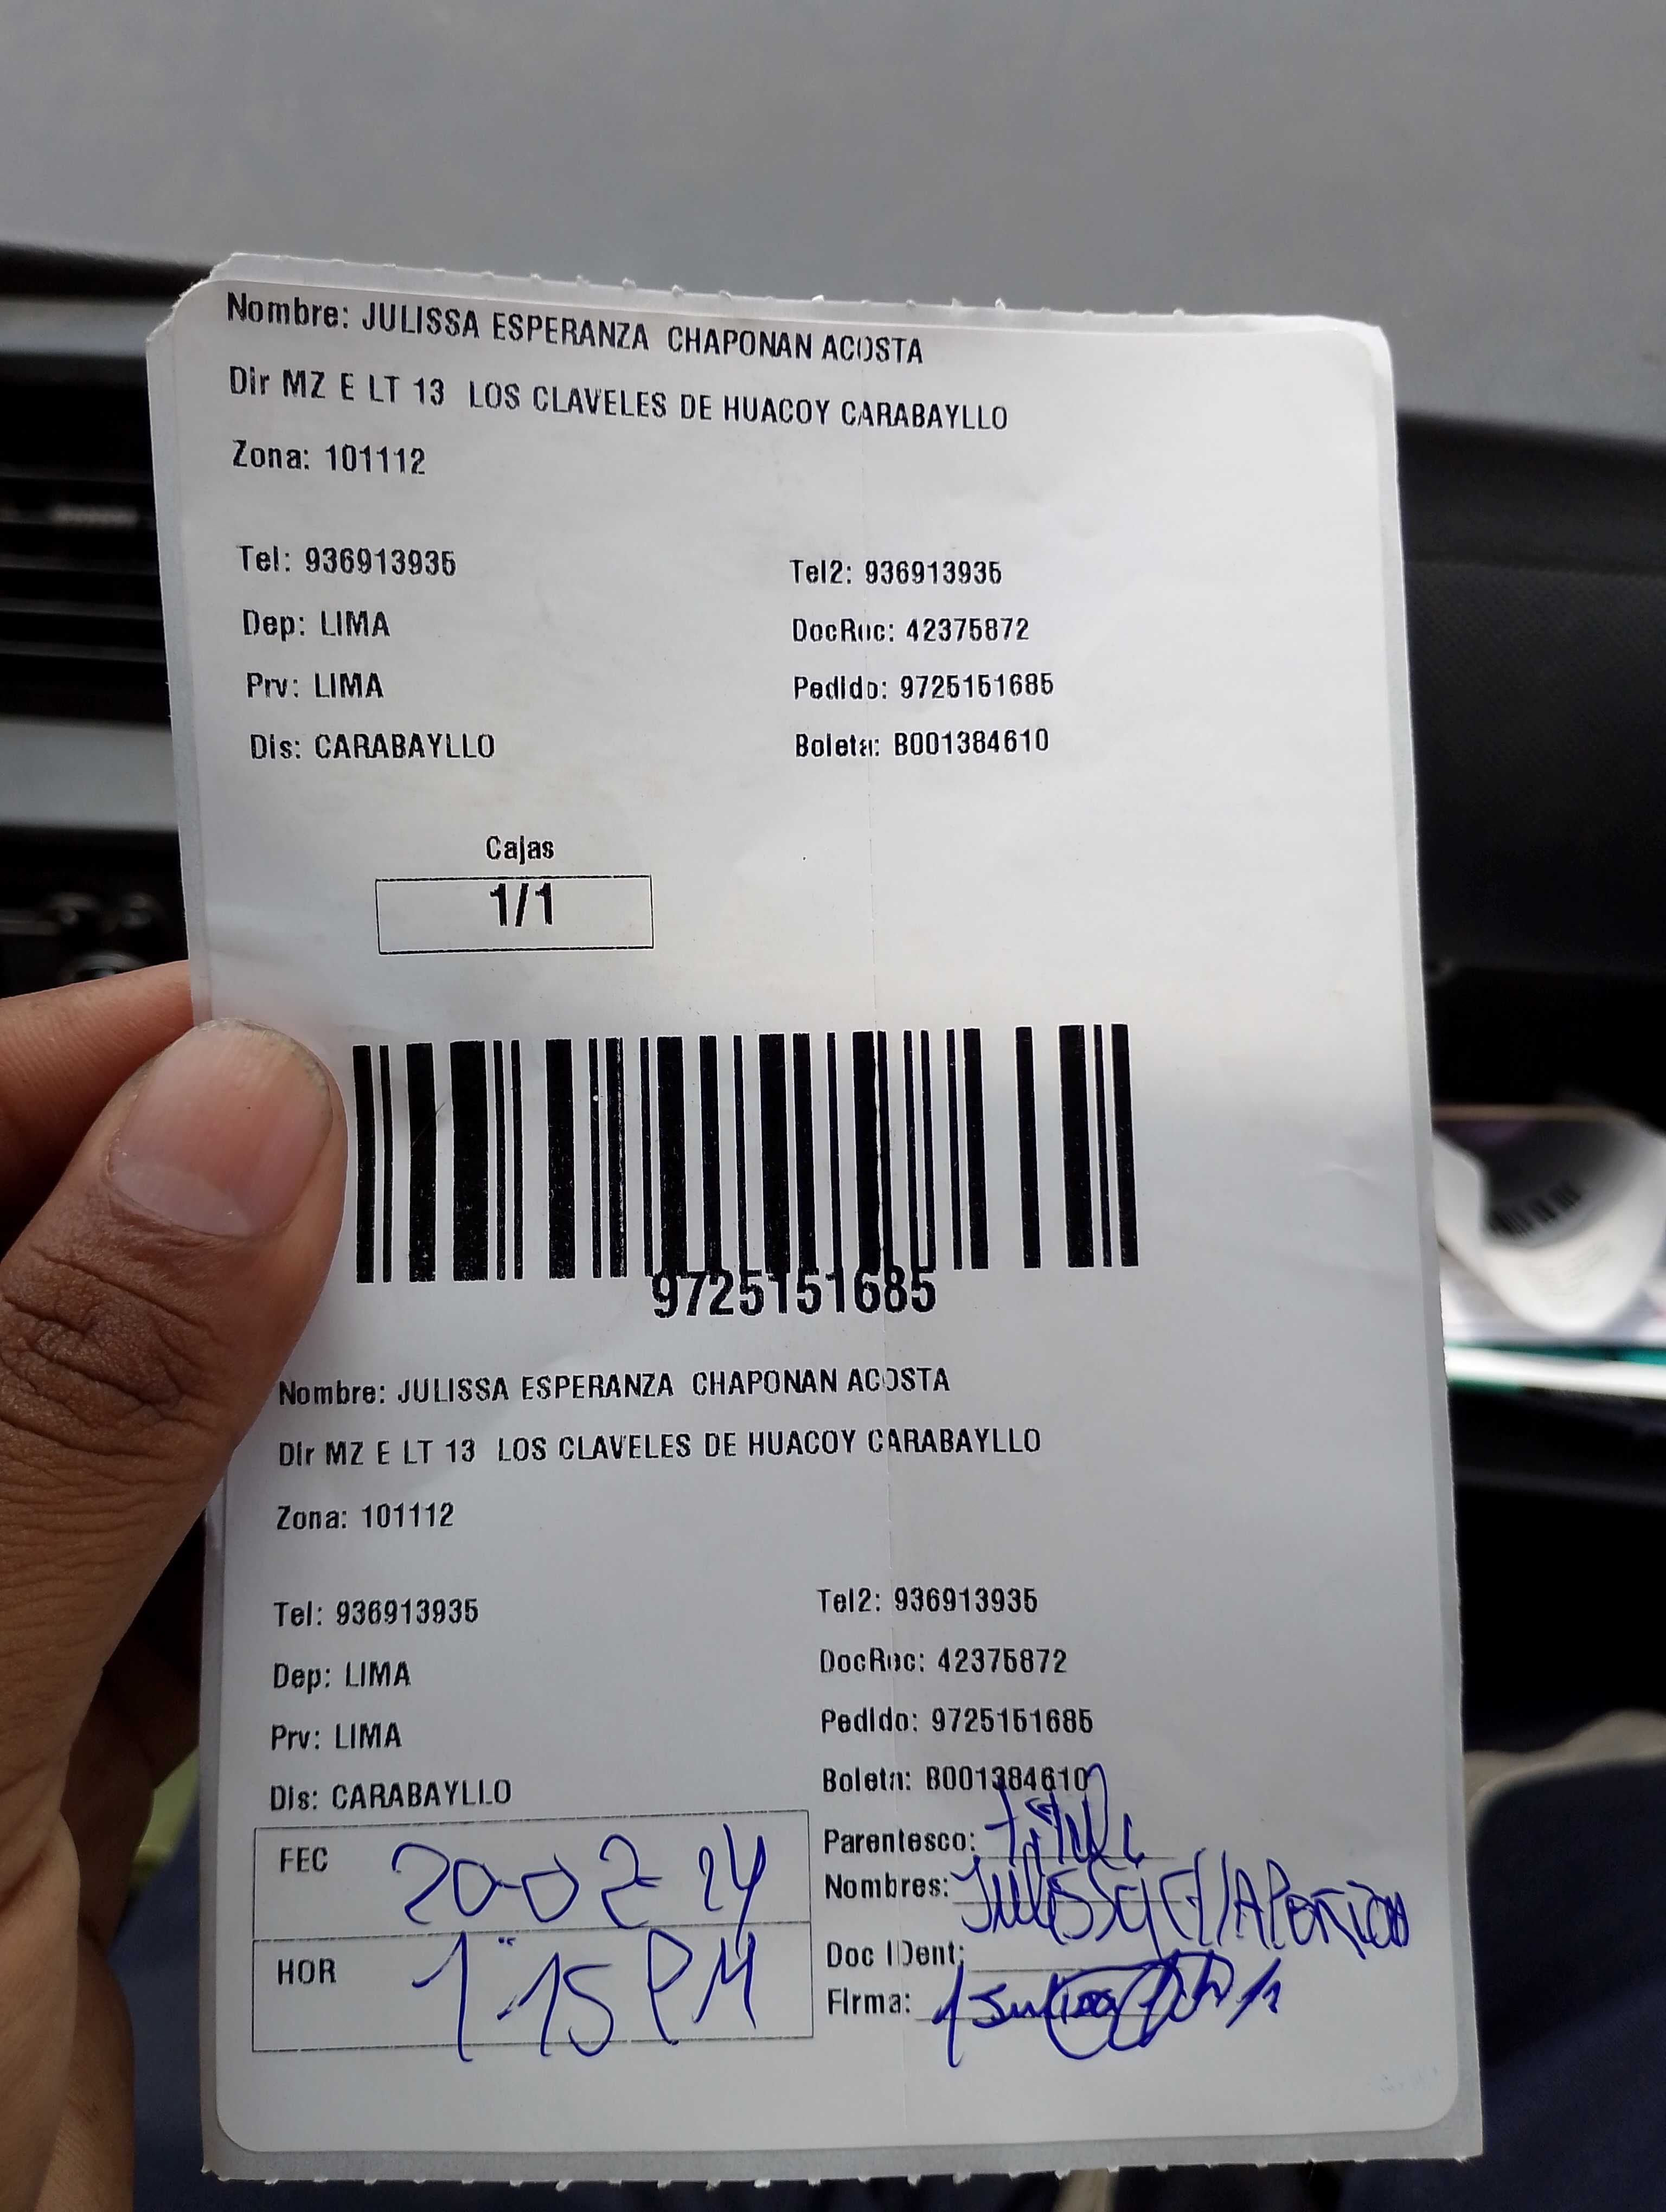 Nombre: JULISSA ESPERANZA CHAPONAN ACOSTA
Dir MZ E LT 13 LOS CLAVELES DE HUACOY CARABAYLLO
Zona: 101112
Tel: 936913935 Tel2: 936913935
Dep: LIMA DocRoc: 42375872
Prv: LIMA Pedido: 9725151685
Dis: CARABAYLLO Boleta: B001384610
Cajas
1/1
9725151685
Nombre: JULISSA ESPERANZA CHAPONAN ACOSTA
Dir MZ E LT 13 LOS CLAVELES DE HUACOY CARABAYLLO
Zona: 101112
Tel: 936913935 Tel2: 936913935
Dep: LIMA DocRoc: 42375872
Prv: LIMA Pedido: 9725151685
Dis: CARABAYLLO Boleta: B001384610
FEC 20-02-24 Parentesco:
Nombres: Julissa
HOR 1:15 PM Doc IDent:
Firma: